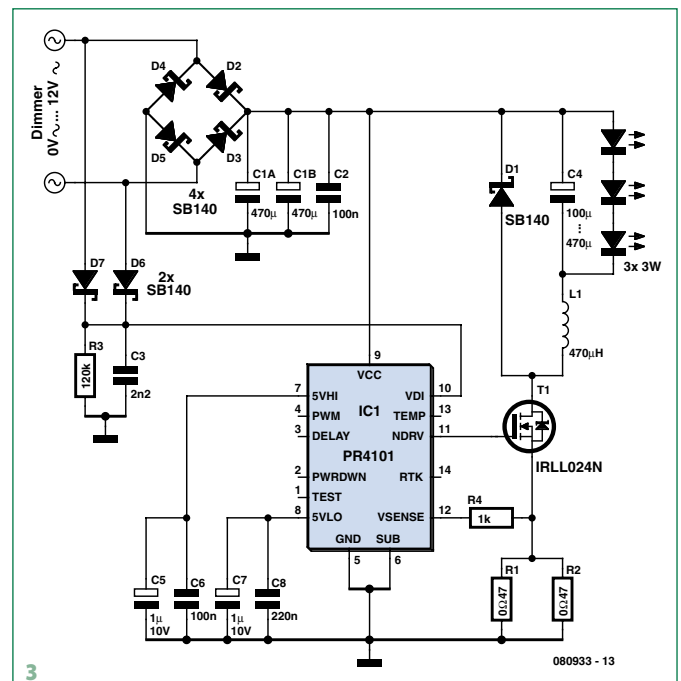 Dimmer
0V ~ ... 12V ~
D4
D2
D5
D3
4x
SB140
C1A
470µ
C1B
470µ
C2
100n
D1
SB140
C4
100µ
⋮
470µ
3x 3W
D7
D6
2x
SB140
R3
120k
C3
2n2
L1
470µH
T1
IRLL024N
9
VCC
7
5VHI
IC1
VDI
10
4
PWM
TEMP
13
3
DELAY
NDRV
11
PR4101
2
PWRDWN
RTK
14
1
TEST
8
5VLO
VSENSE
12
GND
SUB
5
6
R4
1k
C5
1µ
10V
C6
100n
C7
1µ
10V
C8
220n
R1
0Ω47
R2
0Ω47
080933 - 13
3